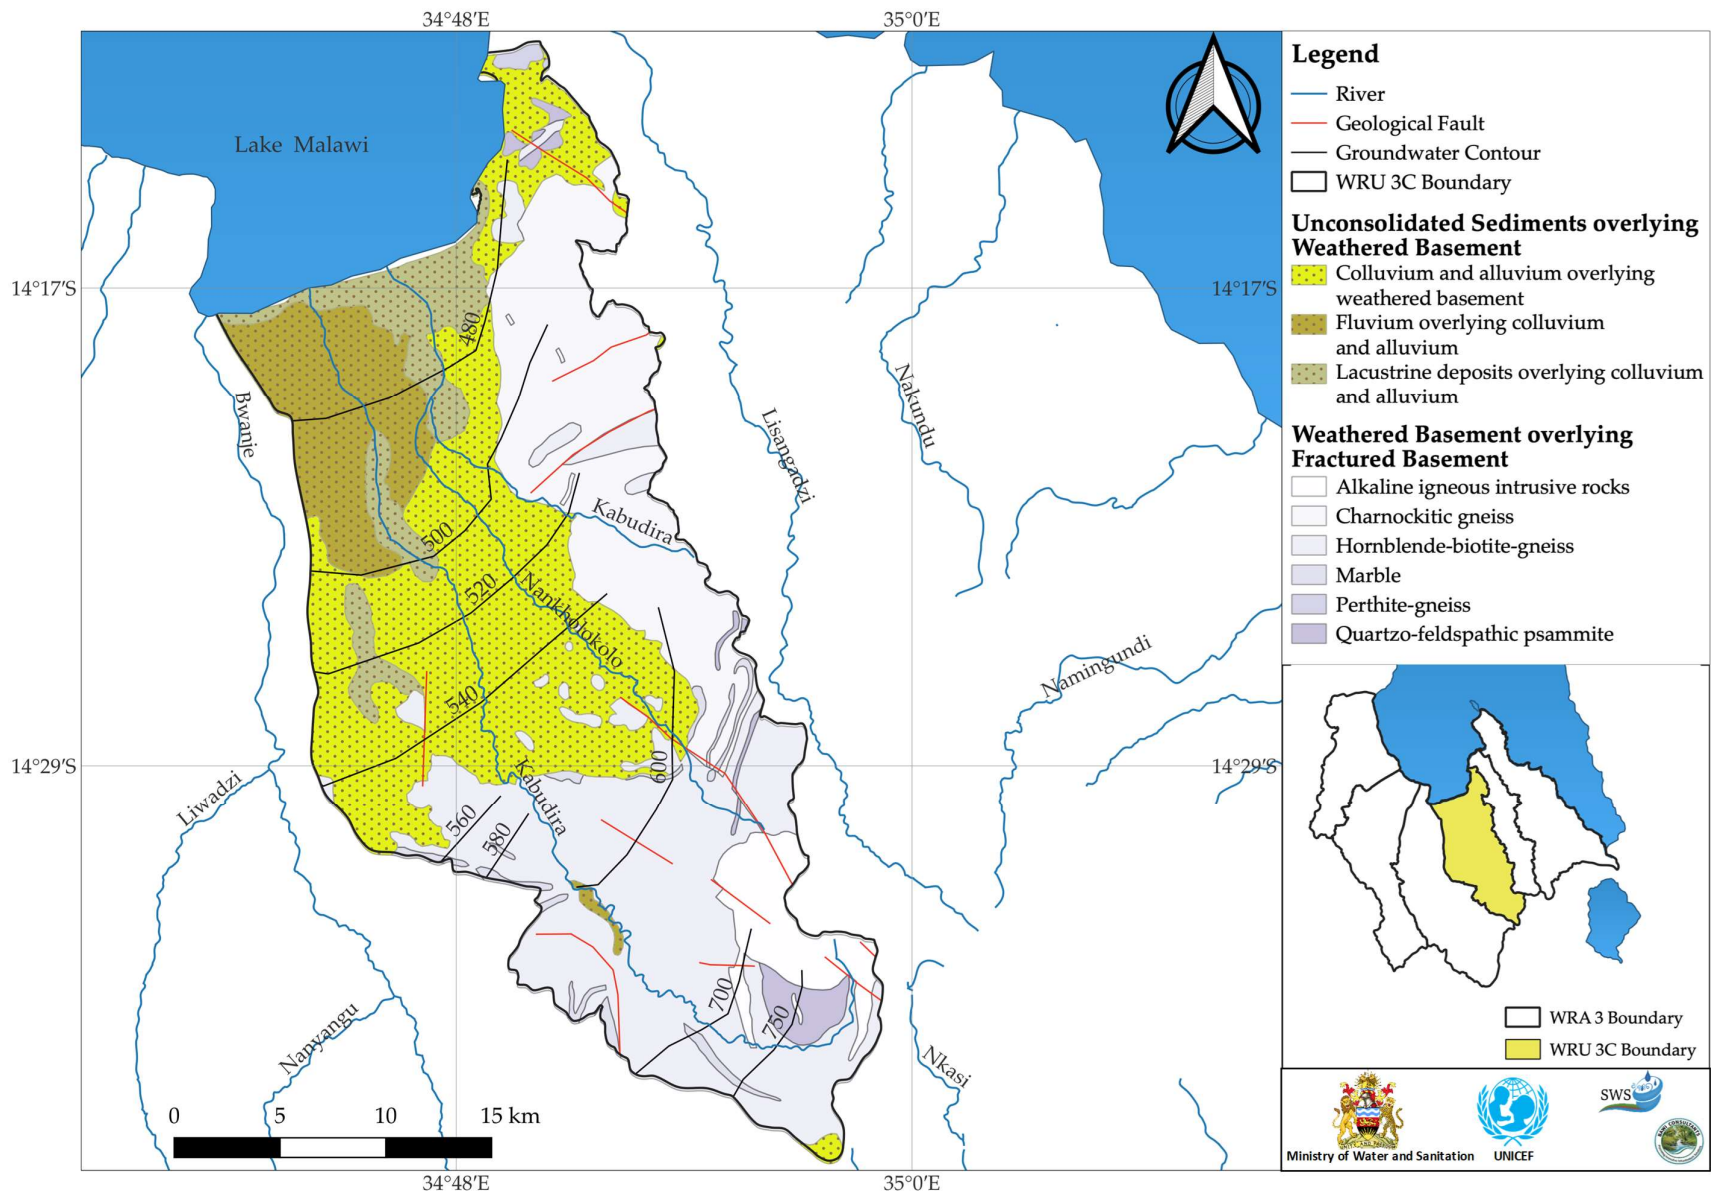 34°48′E
35°0′E
Lake Malawi
14°17′S
14°17′S
480
Bwanje
Nakundu
Lisangadzi
Kabudira
500
520
Nankholokolo
540
Namingundi
600
14°29′S
14°29′S
Liwadzi
Kabudira
560
580
700
750
Nanyangu
Nkasi
0 5 10 15 km
34°48′E
35°0′E
Legend
River
Geological Fault
Groundwater Contour
WRU 3C Boundary
Unconsolidated Sediments overlying
Weathered Basement
Colluvium and alluvium overlying
weathered basement
Fluvium overlying colluvium
and alluvium
Lacustrine deposits overlying colluvium
and alluvium
Weathered Basement overlying
Fractured Basement
Alkaline igneous intrusive rocks
Charnockitic gneiss
Hornblende-biotite-gneiss
Marble
Perthite-gneiss
Quartzo-feldspathic psammite
WRA 3 Boundary
WRU 3C Boundary
SWS
Ministry of Water and Sanitation
UNICEF